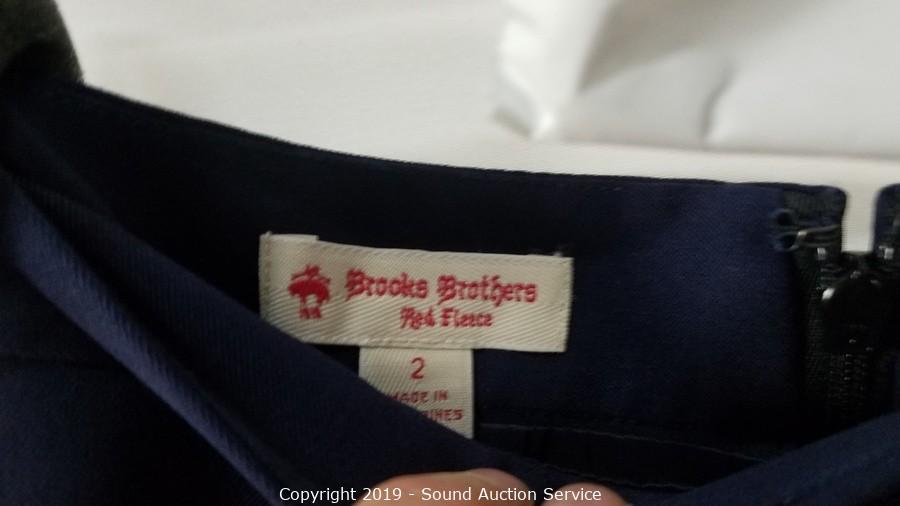 Brooks Brothers
Red Fleece
2
MADE IN
Copyright 2019 - Sound Auction Service